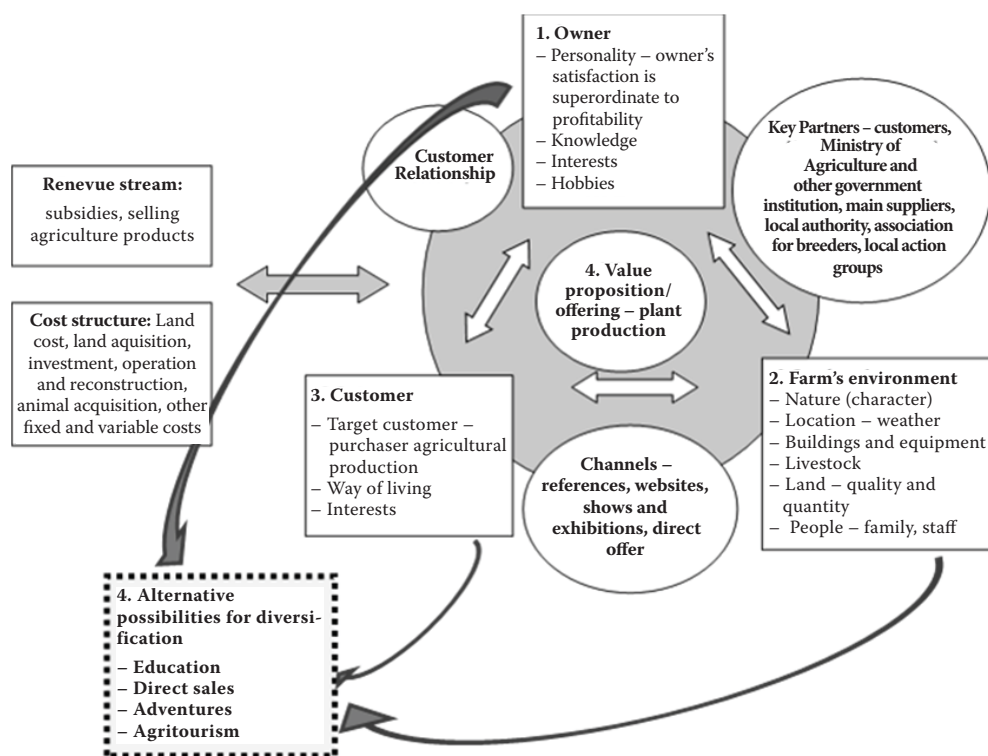 1. Owner
– Personality – owner's
satisfaction is
superordinate to
profitability
– Knowledge
– Interests
– Hobbies
Customer
Relationship
Key Partners – customers,
Ministry of
Agriculture and
other government
institution, main suppliers,
local authority, association
for breeders, local action
groups
Renevue stream:
subsidies, selling
agriculture products
4. Value
proposition/
offering – plant
production
Cost structure: Land
cost, land aquisition,
investment, operation
and reconstruction,
animal acquisition, other
fixed and variable costs
3. Customer
– Target customer –
purchaser agricultural
production
– Way of living
– Interests
2. Farm's environment
– Nature (character)
– Location – weather
– Buildings and equipment
– Livestock
– Land – quality and
quantity
– People – family, staff
Channels –
references, websites,
shows and
exhibitions, direct
offer
4. Alternative
possibilities for diversi-
fication
– Education
– Direct sales
– Adventures
– Agritourism